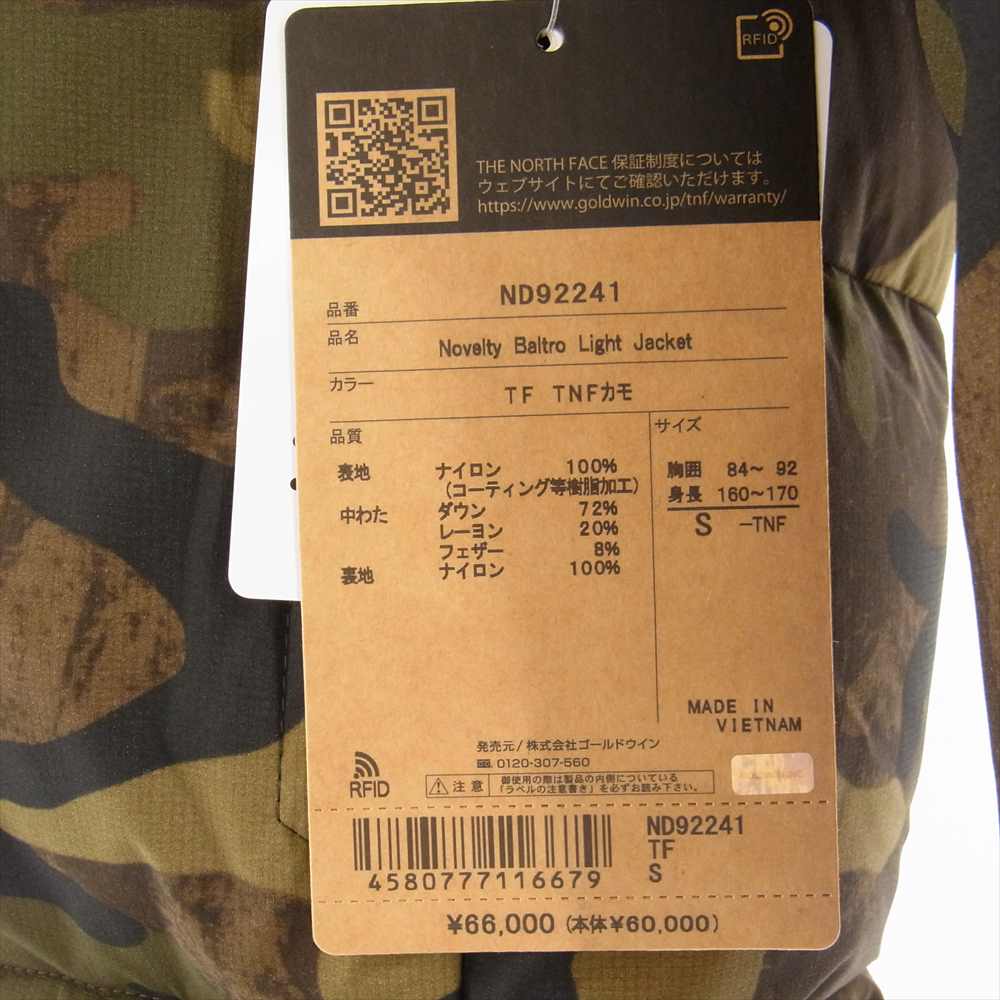 RFID
THE NORTH FACE 保証制度については
ウェブサイトにてご確認いただけます。
https://www.goldwin.co.jp/tnf/warranty/
品番 ND92241
品名 Novelty Baltro Light Jacket
カラー TF TNFカモ
品質
表地 ナイロン 100%
(コーティング等樹脂加工)
中わた ダウン 72%
レーヨン 20%
フェザー 8%
裏地 ナイロン 100%
サイズ
胸囲 84~ 92
身長 160~170
S -TNF
MADE IN
VIETNAM
発売元/株式会社ゴールドウイン
0120-307-560
RFID
注意 御使用の際は製品の内側についている
「ラベルの注意書き」を必ずお読み下さい。
4580777116679
ND92241
TF
S
¥66,000 (本体¥60,000)